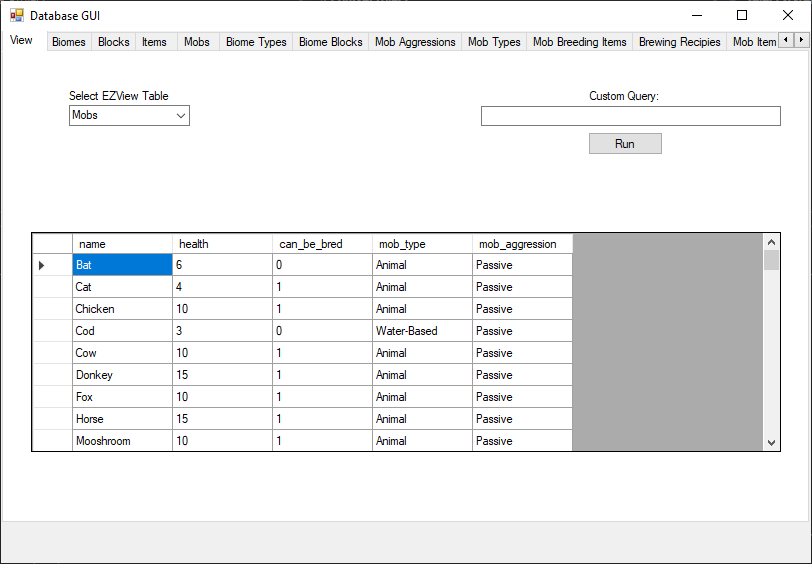 Database GUI
View Biomes Blocks Items Mobs Biome Types Biome Blocks Mob Aggressions Mob Types Mob Breeding Items Brewing Recipies Mob Item
Select EZView Table Custom Query:
Mobs
Run
name health can_be_bred mob_type mob_aggression
Bat 6 0 Animal Passive
Cat 4 1 Animal Passive
Chicken 10 1 Animal Passive
Cod 3 0 Water-Based Passive
Cow 10 1 Animal Passive
Donkey 15 1 Animal Passive
Fox 10 1 Animal Passive
Horse 15 1 Animal Passive
Mooshroom 10 1 Animal Passive